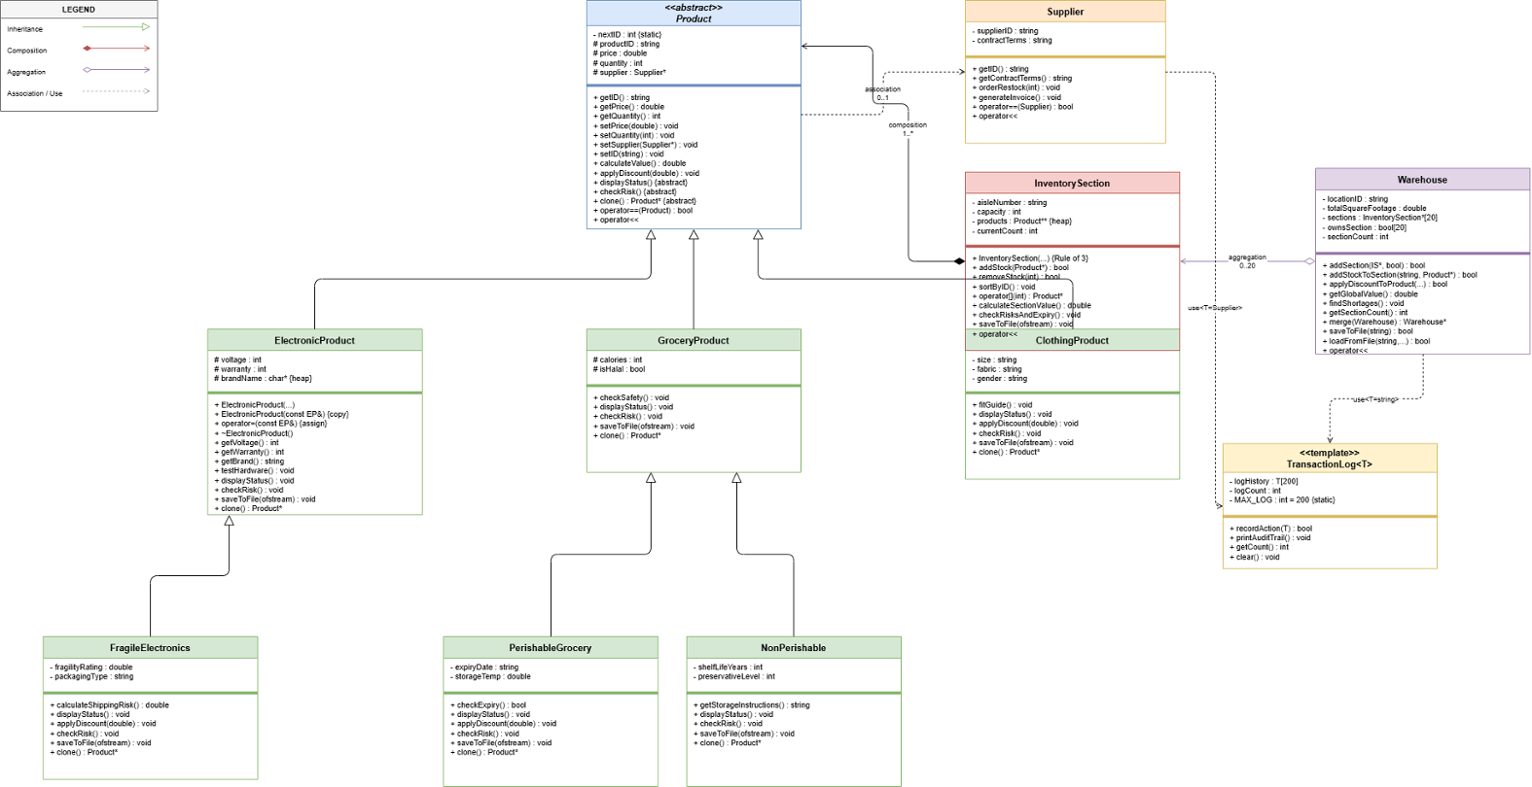 LEGEND
Inheritance
Composition
Aggregation
Association / Use
<<abstract>>
Product
- nextID : int {static}
# productID : string
# price : double
# quantity : int
# supplier : Supplier*
+ getID() : string
+ getPrice() : double
+ getQuantity() : int
+ setPrice(double) : void
+ setQuantity(int) : void
+ setSupplier(Supplier*) : void
+ setID(string) : void
+ calculateValue() : double
+ applyDiscount(double) : void
+ displayStatus() {abstract}
+ checkRisk() {abstract}
+ clone() : Product* {abstract}
+ operator==(Product) : bool
+ operator<<
association
0..1
composition
1..*
Supplier
- supplierID : string
- contractTerms : string
+ getID() : string
+ getContractTerms() : string
+ orderRestock(int) : void
+ generateInvoice() : void
+ operator==(Supplier) : bool
+ operator<<
InventorySection
- aisleNumber : string
- capacity : int
- products : Product** {heap}
- currentCount : int
+ InventorySection(...) {Rule of 3}
+ addStock(Product*) : bool
+ removeStock(int) : bool
+ sortByID() : void
+ operator[](int) : Product*
+ calculateSectionValue() : double
+ checkRisksAndExpiry() : void
+ saveToFile(ofstream) : void
+ operator<<
aggregation
0..20
use<T=Supplier>
Warehouse
- locationID : string
- totalSquareFootage : double
- sections : InventorySection*[20]
- ownsSection : bool[20]
- sectionCount : int
+ addSection(IS*, bool) : bool
+ addStockToSection(string, Product*) : bool
+ applyDiscountToProduct(...) : bool
+ getGlobalValue() : double
+ findShortages() : void
+ getSectionCount() : int
+ merge(Warehouse) : Warehouse*
+ saveToFile(string) : bool
+ loadFromFile(string,...) : bool
+ operator<<
use<T=string>
ElectronicProduct
# voltage : int
# warranty : int
# brandName : char* {heap}
+ ElectronicProduct(...)
+ ElectronicProduct(const EP&) {copy}
+ operator=(const EP&) {assign}
+ ~ElectronicProduct()
+ getVoltage() : int
+ getWarranty() : int
+ getBrand() : string
+ testHardware() : void
+ displayStatus() : void
+ checkRisk() : void
+ saveToFile(ofstream) : void
+ clone() : Product*
GroceryProduct
# calories : int
# isHalal : bool
+ checkSafety() : void
+ displayStatus() : void
+ checkRisk() : void
+ saveToFile(ofstream) : void
+ clone() : Product*
ClothingProduct
- size : string
- fabric : string
- gender : string
+ fitGuide() : void
+ displayStatus() : void
+ applyDiscount(double) : void
+ checkRisk() : void
+ saveToFile(ofstream) : void
+ clone() : Product*
<<template>>
TransactionLog<T>
- logHistory : T[200]
- logCount : int
- MAX_LOG : int = 200 {static}
+ recordAction(T) : bool
+ printAuditTrail() : void
+ getCount() : int
+ clear() : void
FragileElectronics
- fragilityRating : double
- packagingType : string
+ calculateShippingRisk() : double
+ displayStatus() : void
+ applyDiscount(double) : void
+ checkRisk() : void
+ saveToFile(ofstream) : void
+ clone() : Product*
PerishableGrocery
- expiryDate : string
- storageTemp : double
+ checkExpiry() : bool
+ displayStatus() : void
+ applyDiscount(double) : void
+ checkRisk() : void
+ saveToFile(ofstream) : void
+ clone() : Product*
NonPerishable
- shelfLifeYears : int
- preservativeLevel : int
+ getStorageInstructions() : string
+ displayStatus() : void
+ checkRisk() : void
+ saveToFile(ofstream) : void
+ clone() : Product*